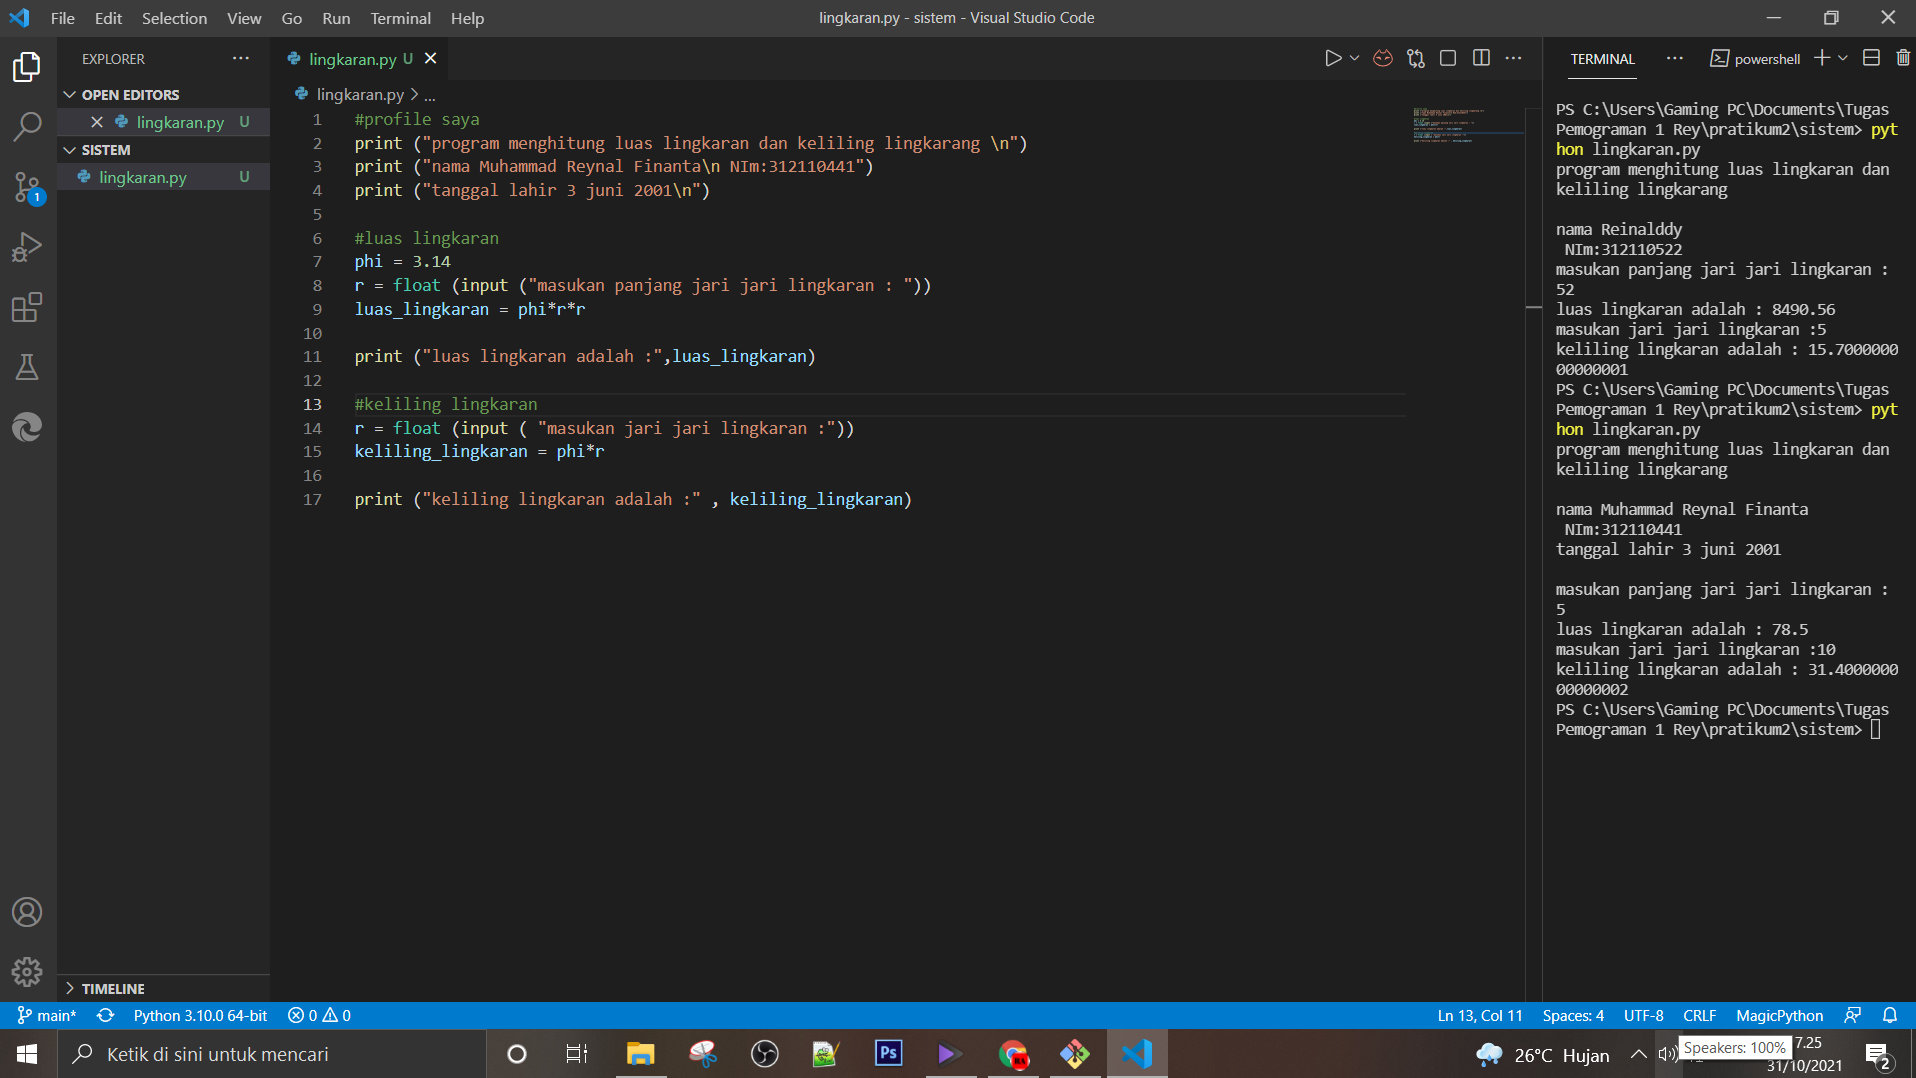 File Edit Selection View Go Run Terminal Help
lingkaran.py - sistem - Visual Studio Code
EXPLORER
OPEN EDITORS
lingkaran.py U
SISTEM
lingkaran.py U
TIMELINE
1
lingkaran.py U
lingkaran.py > ...
1 #profile saya
2 print ("program menghitung luas lingkaran dan keliling lingkarang \n")
3 print ("nama Muhammad Reynal Finanta\n NIm:312110441")
4 print ("tanggal lahir 3 juni 2001\n")
5
6 #luas lingkaran
7 phi = 3.14
8 r = float (input ("masukan panjang jari jari lingkaran : "))
9 luas_lingkaran = phi*r*r
10
11 print ("luas lingkaran adalah :",luas_lingkaran)
12
13 #keliling lingkaran
14 r = float (input ( "masukan jari jari lingkaran :"))
15 keliling_lingkaran = phi*r
16
17 print ("keliling lingkaran adalah :" , keliling_lingkaran)
TERMINAL
powershell
PS C:\Users\Gaming PC\Documents\Tugas
Pemograman 1 Rey\pratikum2\sistem> pyt
hon lingkaran.py
program menghitung luas lingkaran dan
keliling lingkarang
nama Reinalddy
NIm:312110522
masukan panjang jari jari lingkaran :
52
luas lingkaran adalah : 8490.56
masukan jari jari lingkaran :5
keliling lingkaran adalah : 15.7000000
00000001
PS C:\Users\Gaming PC\Documents\Tugas
Pemograman 1 Rey\pratikum2\sistem> pyt
hon lingkaran.py
program menghitung luas lingkaran dan
keliling lingkarang
nama Muhammad Reynal Finanta
NIm:312110441
tanggal lahir 3 juni 2001
masukan panjang jari jari lingkaran :
5
luas lingkaran adalah : 78.5
masukan jari jari lingkaran :10
keliling lingkaran adalah : 31.4000000
00000002
PS C:\Users\Gaming PC\Documents\Tugas
Pemograman 1 Rey\pratikum2\sistem>
main* Python 3.10.0 64-bit 0 0
Ln 13, Col 11 Spaces: 4 UTF-8 CRLF MagicPython
Ketik di sini untuk mencari
Ps
26°C Hujan
Speakers: 100%
7.25
31/10/2021
2